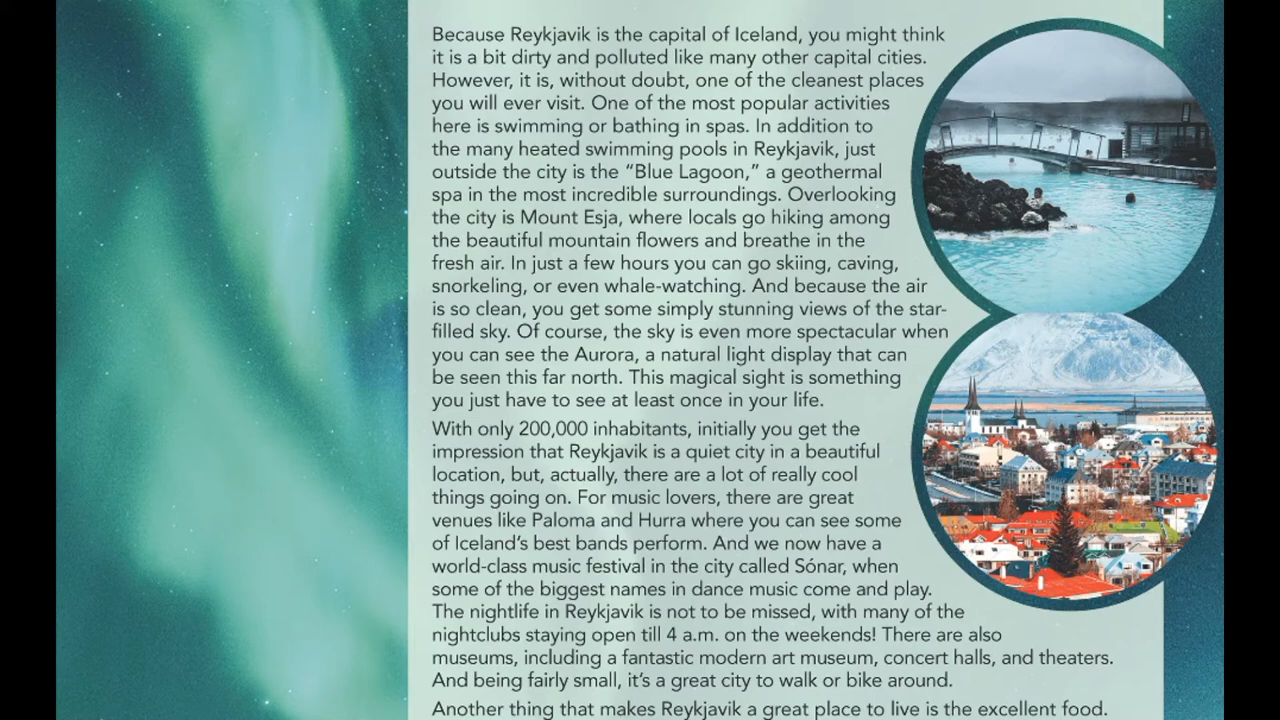 Because Reykjavik is the capital of Iceland, you might think
it is a bit dirty and polluted like many other capital cities.
However, it is, without doubt, one of the cleanest places
you will ever visit. One of the most popular activities
here is swimming or bathing in spas. In addition to
the many heated swimming pools in Reykjavik, just
outside the city is the “Blue Lagoon,” a geothermal
spa in the most incredible surroundings. Overlooking
the city is Mount Esja, where locals go hiking among
the beautiful mountain flowers and breathe in the
fresh air. In just a few hours you can go skiing, caving,
snorkeling, or even whale-watching. And because the air
is so clean, you get some simply stunning views of the star-
filled sky. Of course, the sky is even more spectacular when
you can see the Aurora, a natural light display that can
be seen this far north. This magical sight is something
you just have to see at least once in your life.
With only 200,000 inhabitants, initially you get the
impression that Reykjavik is a quiet city in a beautiful
location, but, actually, there are a lot of really cool
things going on. For music lovers, there are great
venues like Paloma and Hurra where you can see some
of Iceland’s best bands perform. And we now have a
world-class music festival in the city called Sónar, when
some of the biggest names in dance music come and play.
The nightlife in Reykjavik is not to be missed, with many of the
nightclubs staying open till 4 a.m. on the weekends! There are also
museums, including a fantastic modern art museum, concert halls, and theaters.
And being fairly small, it’s a great city to walk or bike around.
Another thing that makes Reykjavik a great place to live is the excellent food.